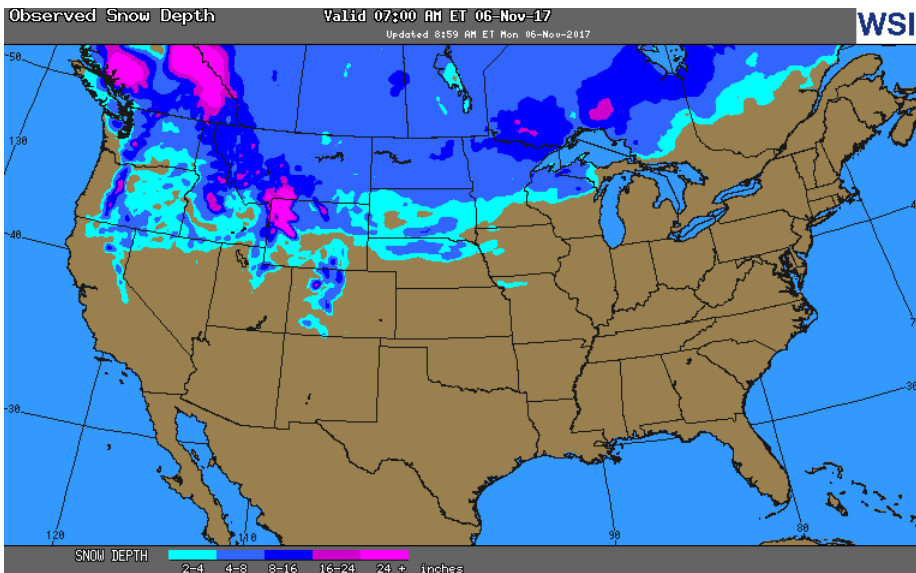 Observed Snow Depth Valid 07:00 AM ET 06-Nov-17
Updated 8:59 AM ET Mon 06-Nov-2017
WSI
50
130
40
30
120
110
90
80
SNOW DEPTH
2-4 4-8 8-16 16-24 24 + inches